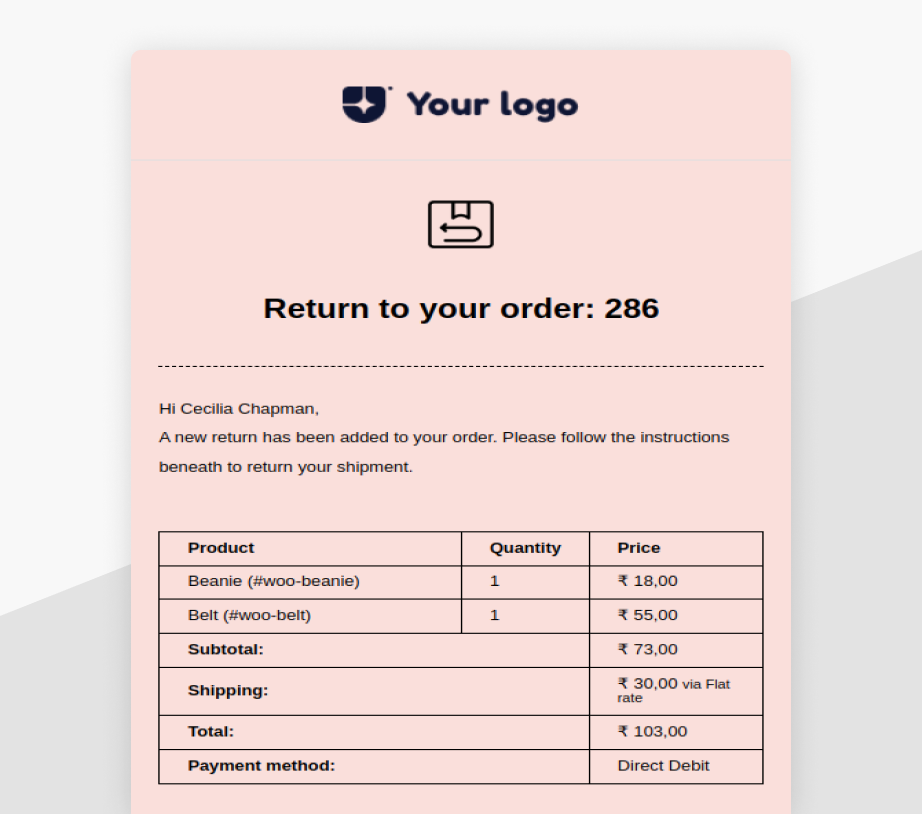 Your logo
Return to your order: 286
Hi Cecilia Chapman,
A new return has been added to your order. Please follow the instructions
beneath to return your shipment.
Product Quantity Price
Beanie (#woo-beanie) 1 ₹ 18,00
Belt (#woo-belt) 1 ₹ 55,00
Subtotal: ₹ 73,00
Shipping: ₹ 30,00 via Flat
rate
Total: ₹ 103,00
Payment method: Direct Debit